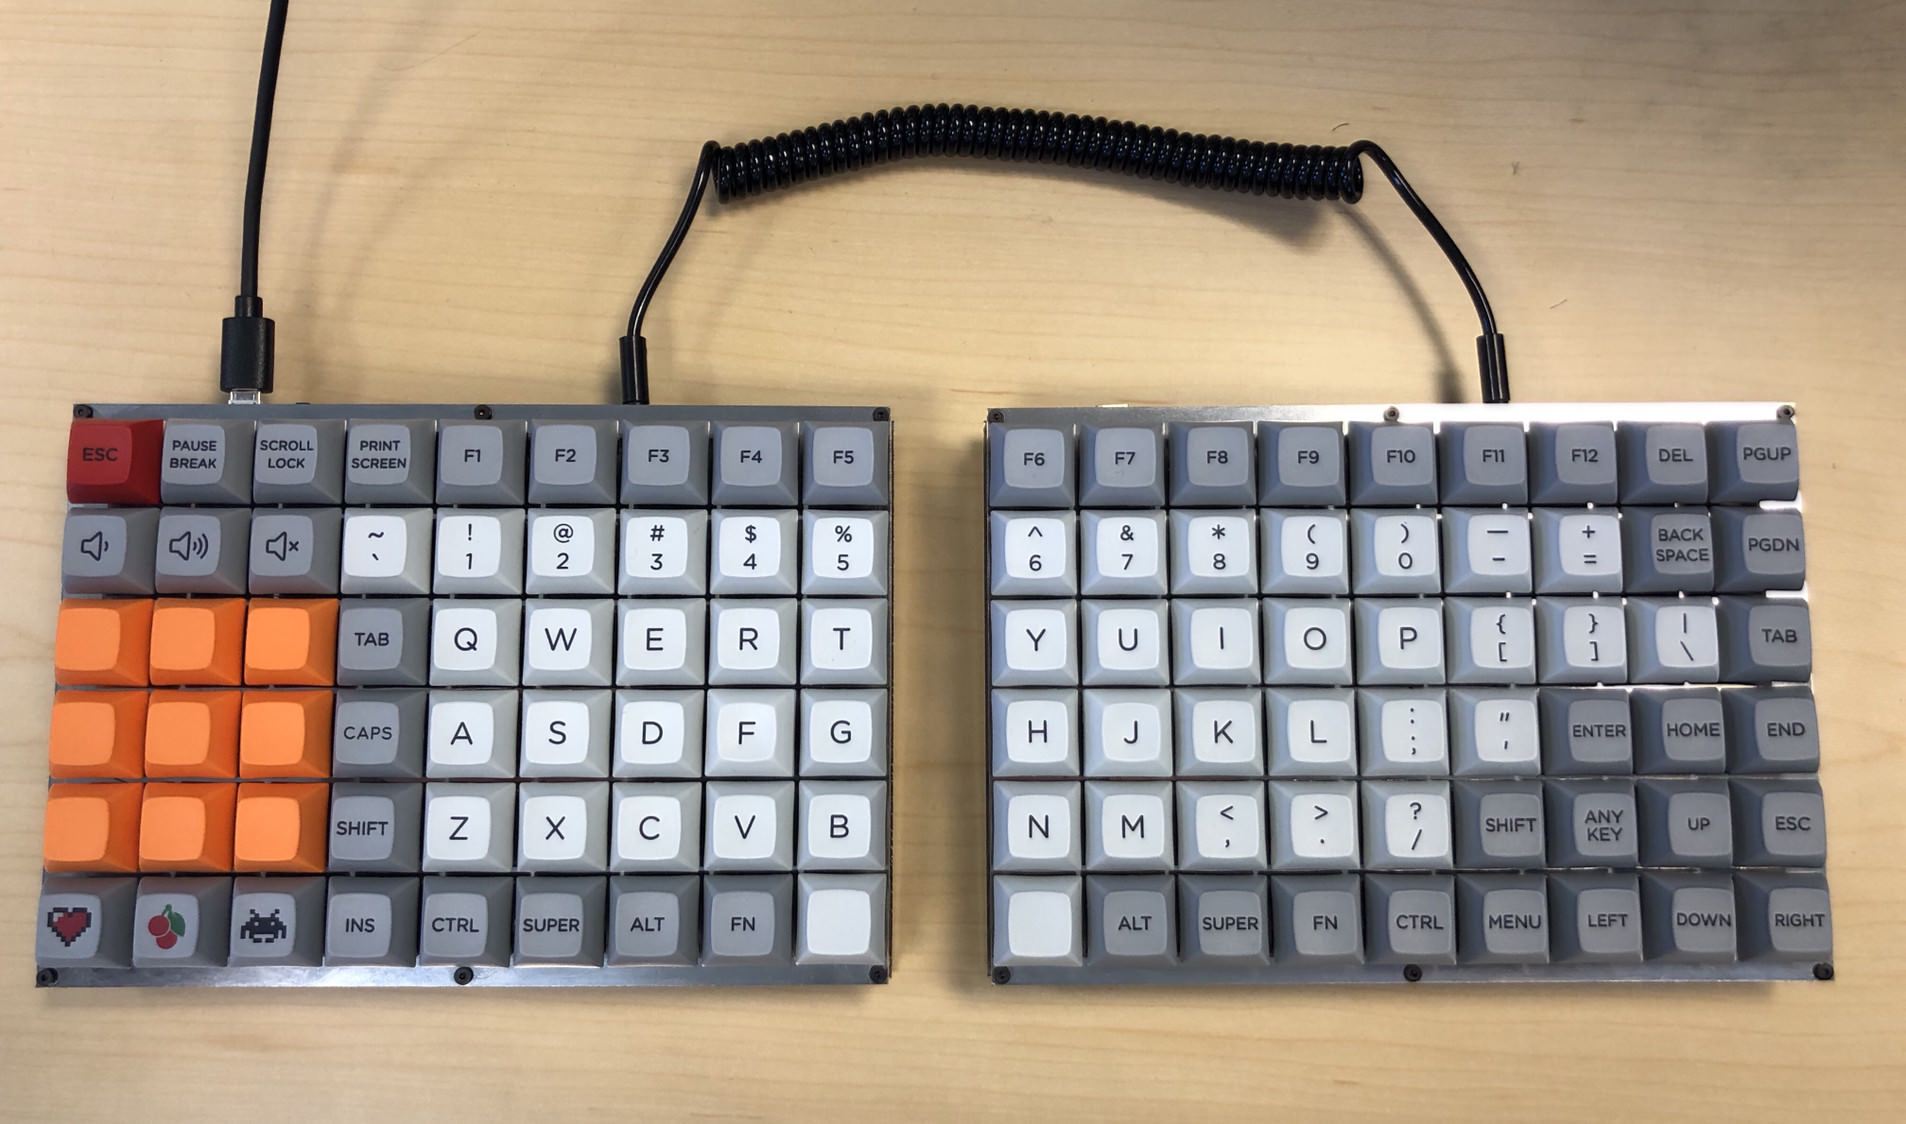 ESC PAUSE BREAK SCROLL LOCK PRINT SCREEN F1 F2 F3 F4 F5
~ ` ! 1 @ 2 # 3 $ 4 % 5
TAB Q W E R T
CAPS A S D F G
SHIFT Z X C V B
INS CTRL SUPER ALT FN
F6 F7 F8 F9 F10 F11 F12 DEL PGUP
^ 6 & 7 * 8 ( 9 ) 0 — - + = BACK SPACE PGDN
Y U I O P { [ } ] | \ TAB
H J K L : ; " ' ENTER HOME END
N M < , > . ? / SHIFT ANY KEY UP ESC
ALT SUPER FN CTRL MENU LEFT DOWN RIGHT